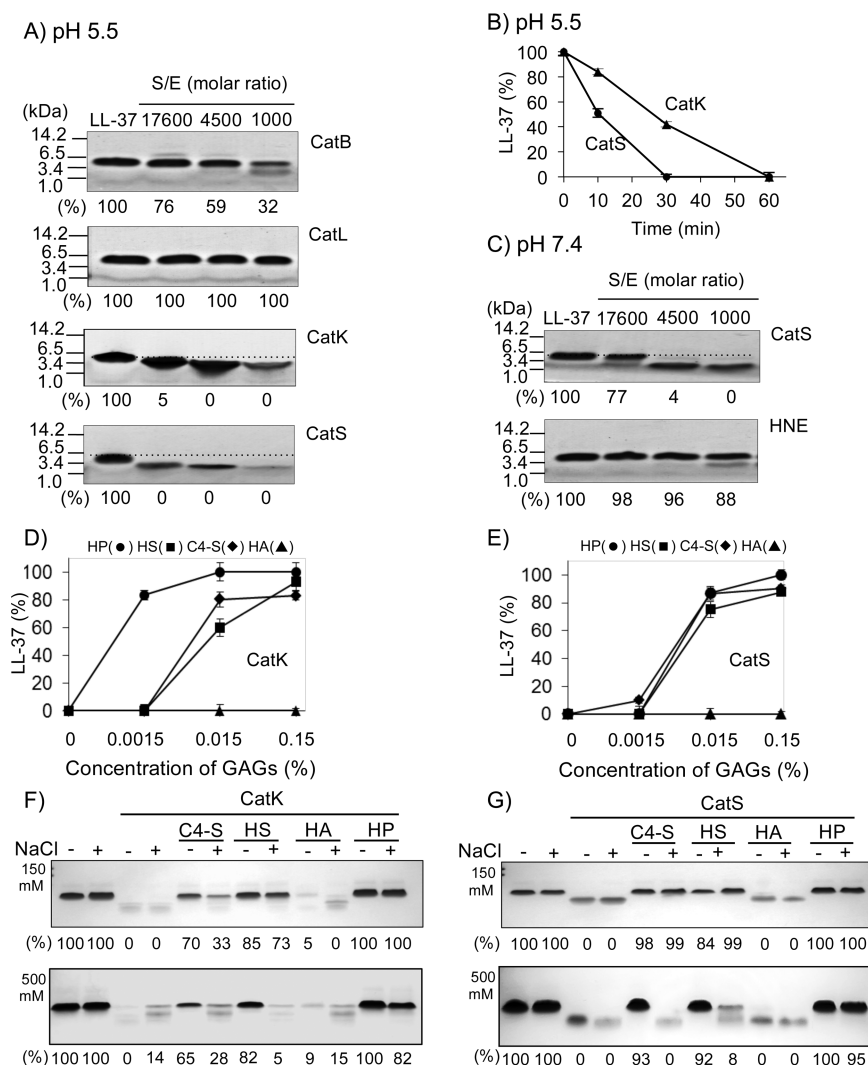 A) pH 5.5
S/E (molar ratio)
(kDa) LL-37 17600 4500 1000
14.2
6.5
3.4
1.0
CatB
(%) 100 76 59 32
14.2
6.5
3.4
1.0
CatL
(%) 100 100 100 100
14.2
6.5
3.4
1.0
CatK
(%) 100 5 0 0
14.2
6.5
3.4
1.0
CatS
(%) 100 0 0 0
B) pH 5.5
LL-37 (%)
100
80
60
40
20
0
CatK
CatS
0 10 20 30 40 50 60
Time (min)
C) pH 7.4
S/E (molar ratio)
(kDa) LL-37 17600 4500 1000
14.2
6.5
3.4
1.0
CatS
(%) 100 77 4 0
14.2
6.5
3.4
1.0
HNE
(%) 100 98 96 88
D)
HP(●) HS(■) C4-S(◆) HA(▲)
LL-37 (%)
100
80
60
40
20
0
CatK
0 0.0015 0.015 0.15
Concentration of GAGs (%)
E)
HP(●) HS(■) C4-S(◆) HA(▲)
LL-37 (%)
100
80
60
40
20
0
CatS
0 0.0015 0.015 0.15
Concentration of GAGs (%)
F)
CatK
C4-S HS HA HP
NaCl - + - + - + - + - + - +
150 mM
(%) 100 100 0 0 70 33 85 73 5 0 100 100
500 mM
(%) 100 100 0 14 65 28 82 5 9 15 100 82
G)
CatS
C4-S HS HA HP
NaCl - + - + - + - + - + - +
150 mM
(%) 100 100 0 0 98 99 84 99 0 0 100 100
500 mM
(%) 100 100 0 0 93 0 92 8 0 0 100 95